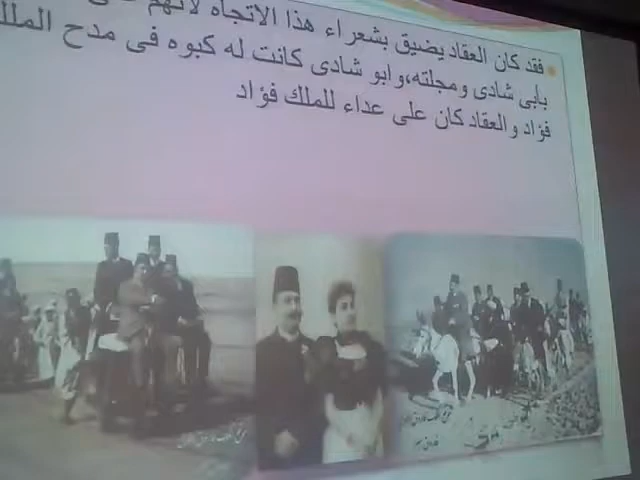 فقد كان العقاد يضيق بشعراء هذا الاتجاه لانهم
بابى شادى ومجلته،وابو شادى كانت له كبوه فى مدح الملك
فؤاد والعقاد كان على عداء للملك فؤاد